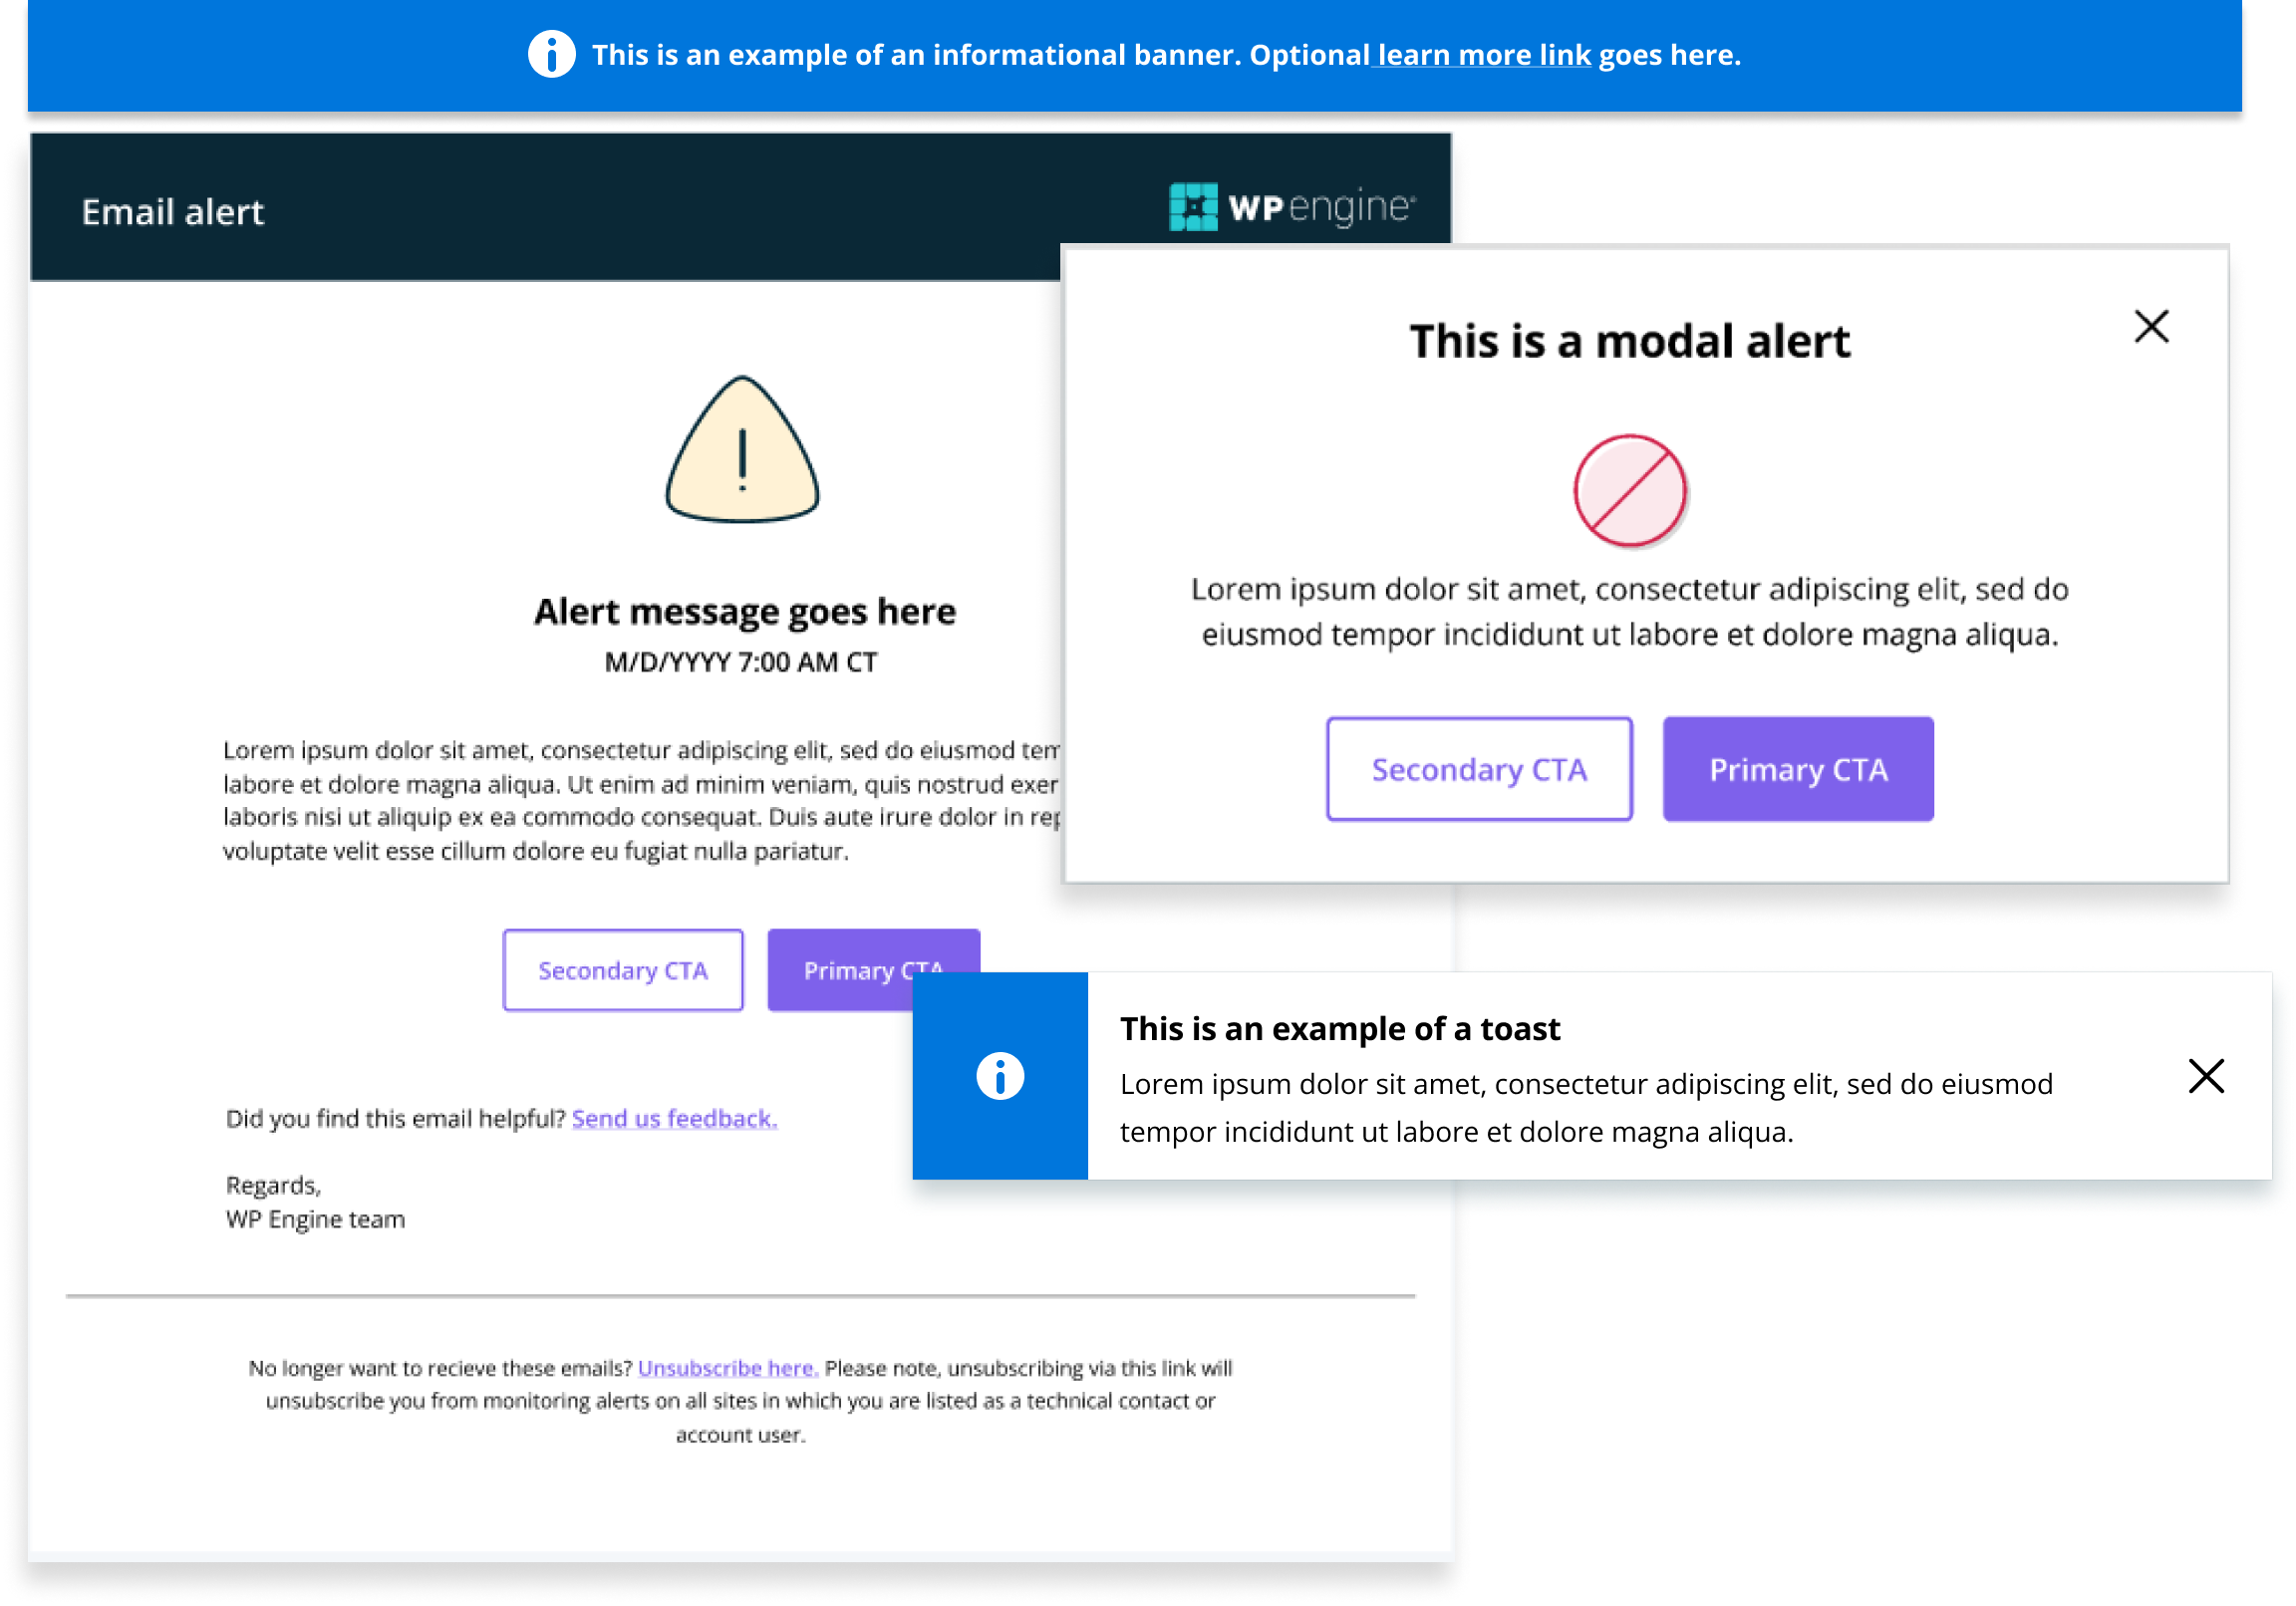 This is an example of an informational banner. Optional learn more link goes here.
Email alert
WP engine
This is a modal alert
Lorem ipsum dolor sit amet, consectetur adipiscing elit, sed do
eiusmod tempor incididunt ut labore et dolore magna aliqua.
Secondary CTA
Primary CTA
!
Alert message goes here
M/D/YYYY 7:00 AM CT
Lorem ipsum dolor sit amet, consectetur adipiscing elit, sed do eiusmod
labore et dolore magna aliqua. Ut enim ad minim veniam, quis nostrud
laboris nisi ut aliquip ex ea commodo consequat. Duis aute irure dolor in
voluptate velit esse cillum dolore eu fugiat nulla pariatur.
Secondary CTA
Primary CTA
This is an example of a toast
Lorem ipsum dolor sit amet, consectetur adipiscing elit, sed do eiusmod
tempor incididunt ut labore et dolore magna aliqua.
Did you find this email helpful? Send us feedback.
Regards,
WP Engine team
No longer want to recieve these emails? Unsubscribe here. Please note, unsubscribing via this link will
unsubscribe you from monitoring alerts on all sites in which you are listed as a technical contact or
account user.